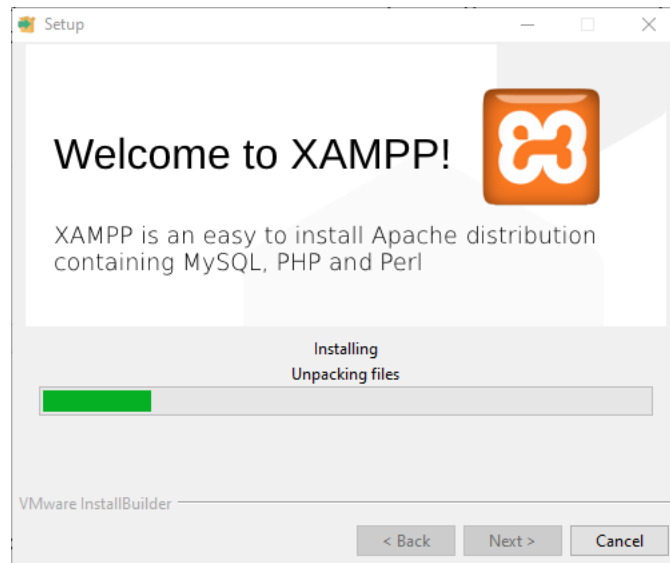 Setup
Welcome to XAMPP!
XAMPP is an easy to install Apache distribution
containing MySQL, PHP and Perl
Installing
Unpacking files
VMware InstallBuilder
< Back
Next >
Cancel